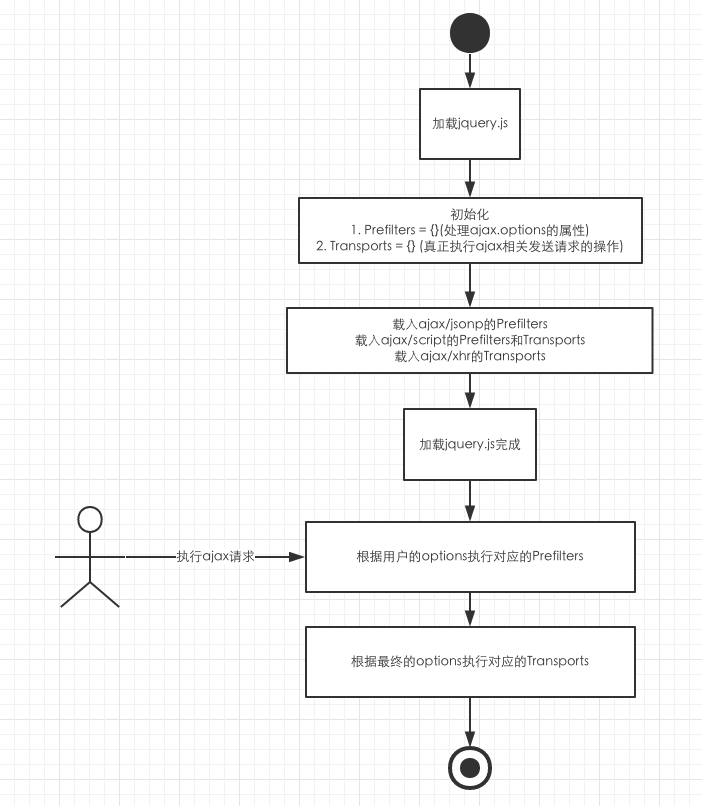 加载jquery.js
初始化
1. Prefilters = {}(处理ajax.options的属性)
2. Transports = {} (真正执行ajax相关发送请求的操作)
载入ajax/jsonp的Prefilters
载入ajax/script的Prefilters和Transports
载入ajax/xhr的Transports
加载jquery.js完成
执行ajax请求
根据用户的options执行对应的Prefilters
根据最终的options执行对应的Transports